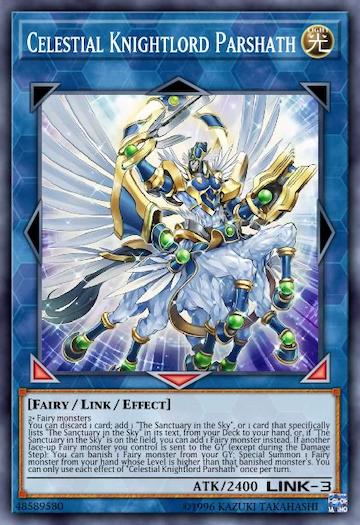 CELESTIAL KNIGHTLORD PARSHATH
LIGHT
光
[FAIRY / LINK / EFFECT]
2+ Fairy monsters
You can discard 1 card; add 1 "The Sanctuary in the Sky", or 1 card that specifically
lists "The Sanctuary in the Sky" in its text, from your Deck to your hand, or, if "The
Sanctuary in the Sky" is on the field, you can add 1 Fairy monster instead. If another
face-up Fairy monster you control is sent to the GY (except during the Damage
Step): You can banish 1 Fairy monster from your GY; Special Summon 1 Fairy
monster from your hand whose Level is higher than that banished monster's. You
can only use each effect of "Celestial Knightlord Parshath" once per turn.
ATK/2400 LINK-3
48589580
©1996 KAZUKI TAKAHASHI